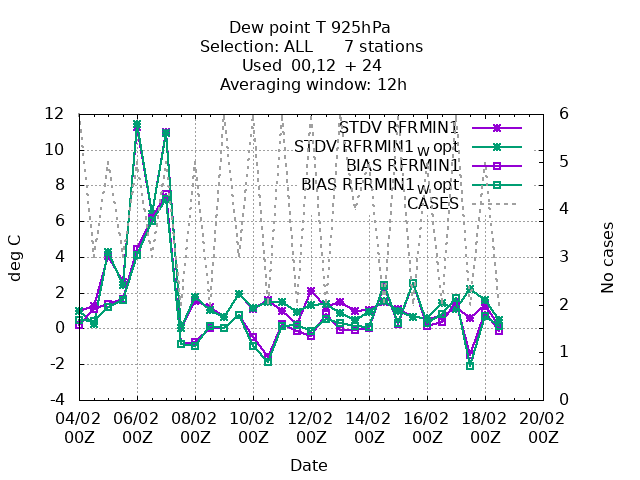 Dew point T 925hPa
Selection: ALL 7 stations
Used 00,12 + 24
Averaging window: 12h
12
10
8
6
4
2
0
-2
-4
deg C
STDV RFRMIN1
STDV RFRMIN1w opt
BIAS RFRMIN1
BIAS RFRMIN1w opt
CASES
6
5
4
3
2
1
0
No cases
04/02 06/02 08/02 10/02 12/02 14/02 16/02 18/02 20/02
00Z 00Z 00Z 00Z 00Z 00Z 00Z 00Z 00Z
Date